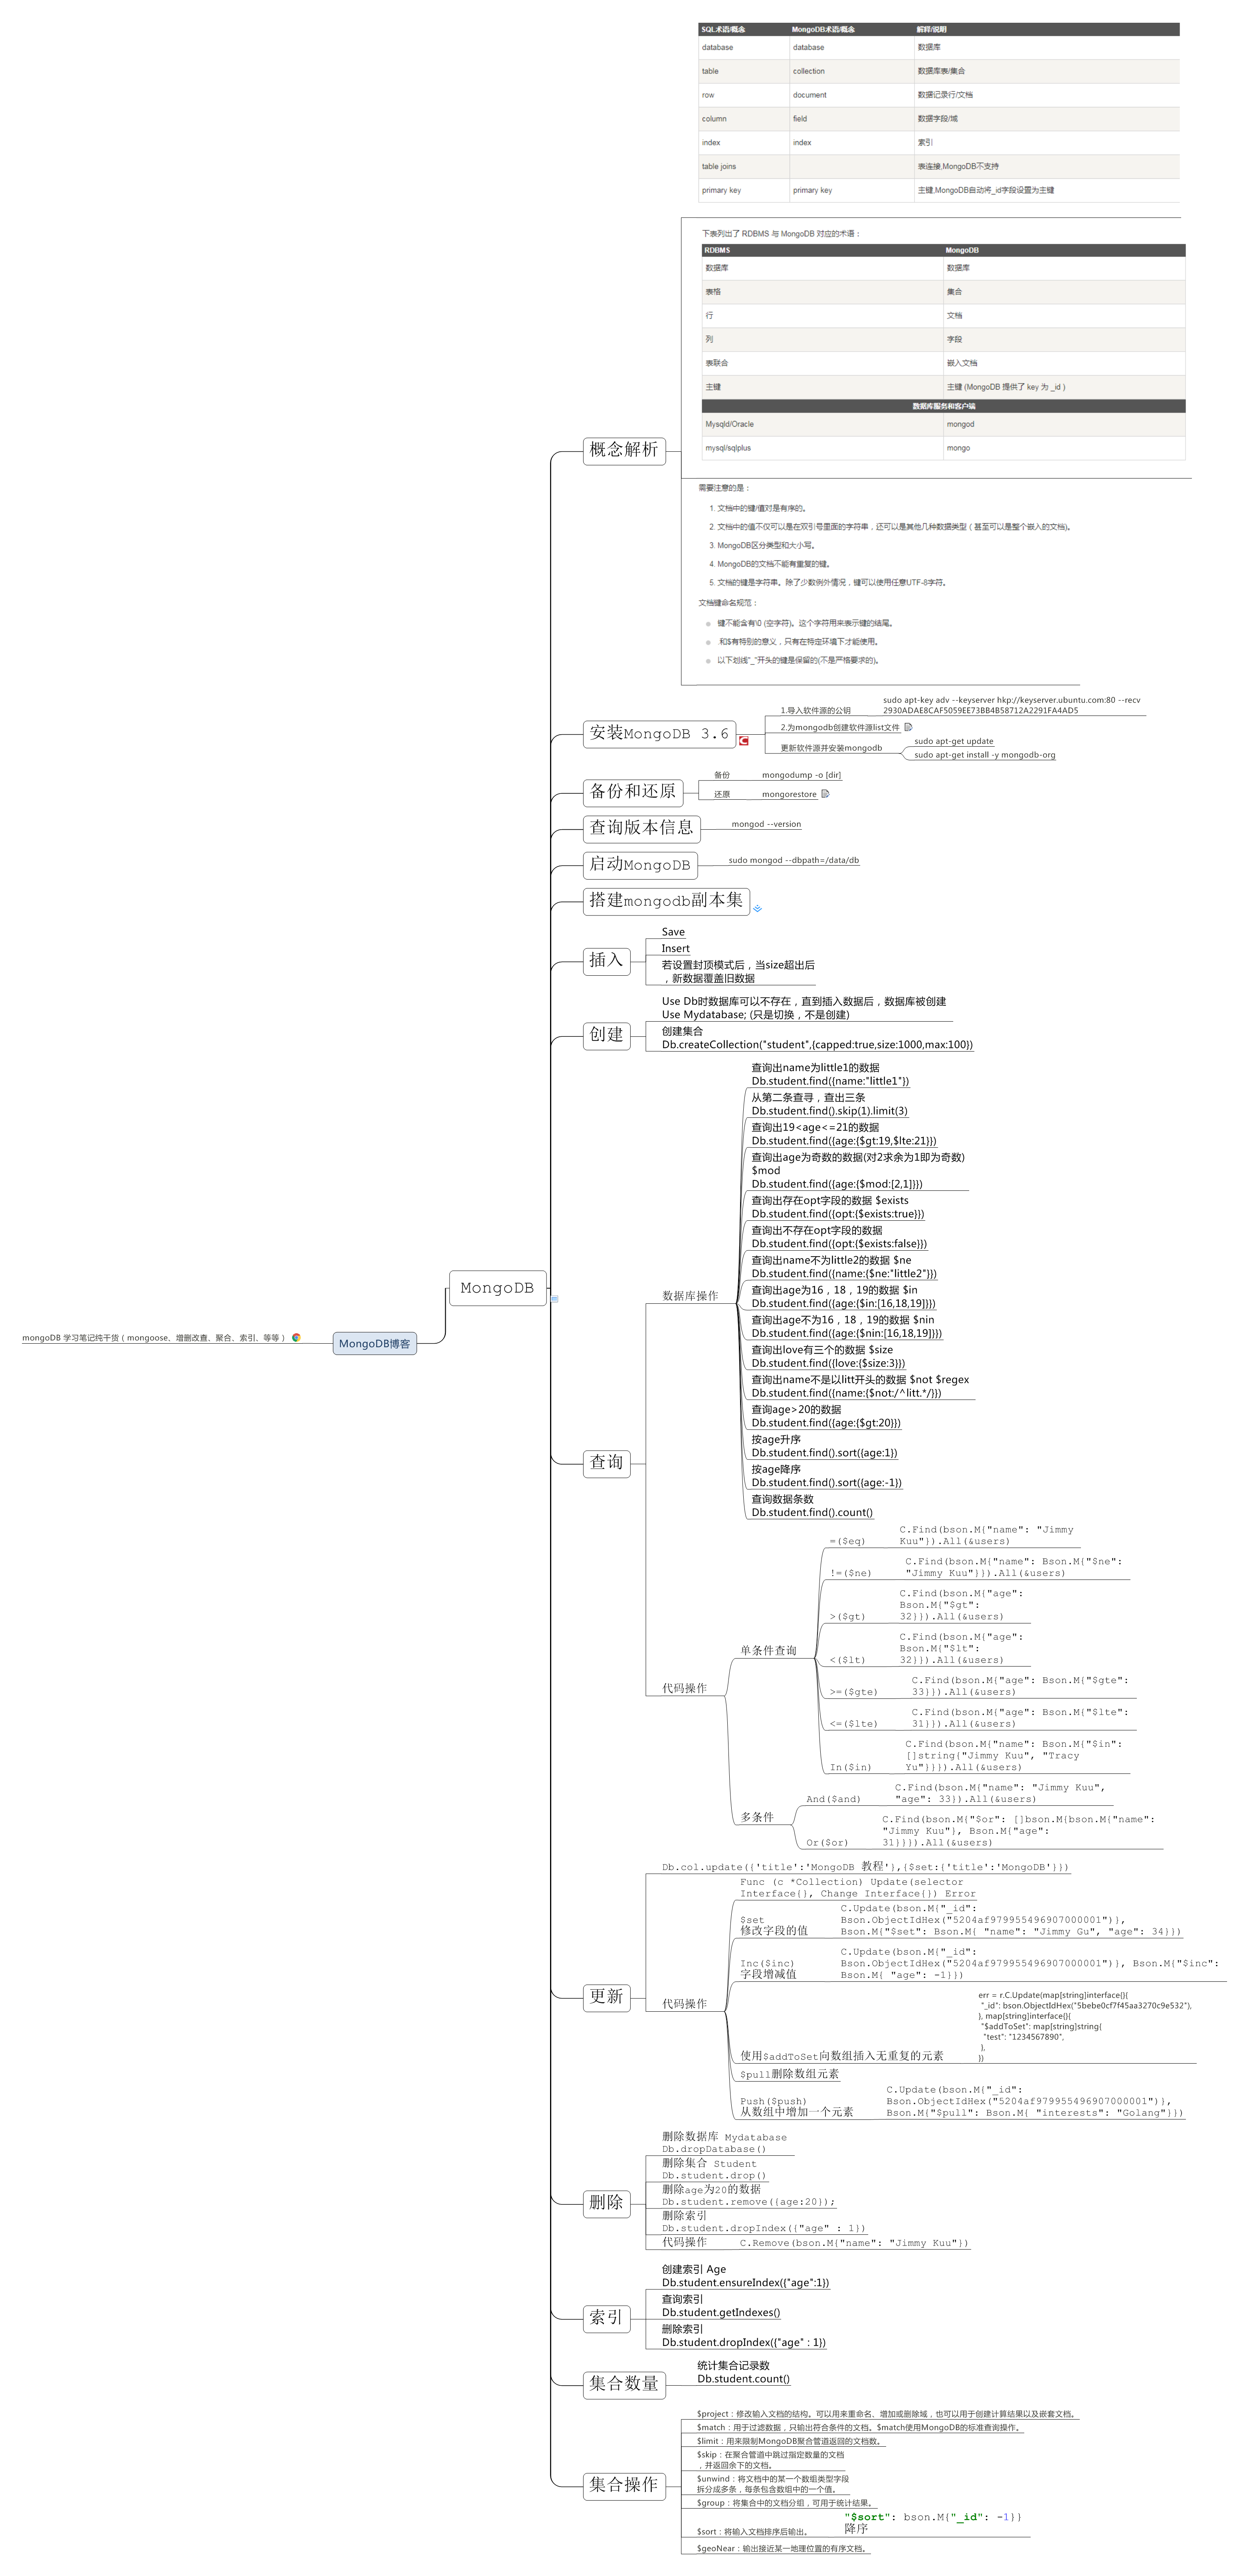 SQL术语/概念 MongoDB术语/概念 解释/说明
database database 数据库
table collection 数据库表/集合
row document 数据记录行/文档
column field 数据字段/域
index index 索引
table joins 表连接,MongoDB不支持
primary key primary key 主键,MongoDB自动将_id字段设置为主键
下表列出了 RDBMS 与 MongoDB 对应的术语：
RDBMS MongoDB
数据库 数据库
表格 集合
行 文档
列 字段
表联合 嵌入文档
主键 主键 (MongoDB 提供了 key 为 _id )
数据库服务和客户端
Mysqld/Oracle mongod
mysql/sqlplus mongo
概念解析
需要注意的是：
1. 文档中的键/值对是有序的。
2. 文档中的值不仅可以是在双引号里面的字符串，还可以是其他几种数据类型（甚至可以是整个嵌入的文档)。
3. MongoDB区分类型和大小写。
4. MongoDB的文档不能有重复的键。
5. 文档的键是字符串。除了少数例外情况，键可以使用任意UTF-8字符。
文档键命名规范：
键不能含有\0 (空字符)。这个字符用来表示键的结尾。
.和$有特别的意义，只有在特定环境下才能使用。
以下划线"_"开头的键是保留的(不是严格要求的)。
安装MongoDB 3.6
1.导入软件源的公钥
sudo apt-key adv --keyserver hkp://keyserver.ubuntu.com:80 --recv
2930ADAE8CAF5059EE73BB4B58712A2291FA4AD5
2.为mongodb创建软件源list文件
更新软件源并安装mongodb
sudo apt-get update
sudo apt-get install -y mongodb-org
备份和还原
备份 mongodump -o [dir]
还原 mongorestore
查询版本信息
mongod --version
启动MongoDB
sudo mongod --dbpath=/data/db
搭建mongodb副本集
插入
Save
Insert
若设置封顶模式后，当size超出后
，新数据覆盖旧数据
创建
Use Db时数据库可以不存在，直到插入数据后，数据库被创建
Use Mydatabase; (只是切换，不是创建)
创建集合
Db.createCollection("student",{capped:true,size:1000,max:100})
MongoDB
MongoDB博客
mongoDB 学习笔记纯干货（mongoose、增删改查、聚合、索引、等等）
查询
数据库操作
查询出name为little1的数据
Db.student.find({name:"little1"})
从第二条查寻，查出三条
Db.student.find().skip(1).limit(3)
查询出19<age<=21的数据
Db.student.find({age:{$gt:19,$lte:21}})
查询出age为奇数的数据(对2求余为1即为奇数)
$mod
Db.student.find({age:{$mod:[2,1]}})
查询出存在opt字段的数据 $exists
Db.student.find({opt:{$exists:true}})
查询出不存在opt字段的数据
Db.student.find({opt:{$exists:false}})
查询出name不为little2的数据 $ne
Db.student.find({name:{$ne:"little2"}})
查询出age为16，18，19的数据 $in
Db.student.find({age:{$in:[16,18,19]}})
查询出age不为16，18，19的数据 $nin
Db.student.find({age:{$nin:[16,18,19]}})
查询出love有三个的数据 $size
Db.student.find({love:{$size:3}})
查询出name不是以litt开头的数据 $not $regex
Db.student.find({name:{$not:/^litt.*/}})
查询age>20的数据
Db.student.find({age:{$gt:20}})
按age升序
Db.student.find().sort({age:1})
按age降序
Db.student.find().sort({age:-1})
查询数据条数
Db.student.find().count()
代码操作
单条件查询
=($eq)
C.Find(bson.M{"name": "Jimmy
Kuu"}).All(&users)
!=($ne)
C.Find(bson.M{"name": Bson.M{"$ne":
"Jimmy Kuu"}}).All(&users)
>($gt)
C.Find(bson.M{"age":
Bson.M{"$gt":
32}}).All(&users)
<($lt)
C.Find(bson.M{"age":
Bson.M{"$lt":
32}}).All(&users)
>=($gte)
C.Find(bson.M{"age": Bson.M{"$gte":
33}}).All(&users)
<=($lte)
C.Find(bson.M{"age": Bson.M{"$lte":
31}}).All(&users)
In($in)
C.Find(bson.M{"name": Bson.M{"$in":
[]string{"Jimmy Kuu", "Tracy
Yu"}}}).All(&users)
多条件
And($and)
C.Find(bson.M{"name": "Jimmy Kuu",
"age": 33}).All(&users)
Or($or)
C.Find(bson.M{"$or": []bson.M{bson.M{"name":
"Jimmy Kuu"}, Bson.M{"age":
31}}}).All(&users)
更新
Db.col.update({'title':'MongoDB 教程'},{$set:{'title':'MongoDB'}})
代码操作
Func (c *Collection) Update(selector
Interface{}, Change Interface{}) Error
$set
修改字段的值
C.Update(bson.M{"_id":
Bson.ObjectIdHex("5204af979955496907000001")},
Bson.M{"$set": Bson.M{ "name": "Jimmy Gu", "age": 34}})
Inc($inc)
字段增减值
C.Update(bson.M{"_id":
Bson.ObjectIdHex("5204af979955496907000001")}, Bson.M{"$inc":
Bson.M{ "age": -1}})
使用$addToSet向数组插入无重复的元素
err = r.C.Update(map[string]interface{}{
"_id": bson.ObjectIdHex("5bebe0cf7f45aa3270c9e532"),
}, map[string]interface{}{
"$addToSet": map[string]string{
"test": "1234567890",
},
})
$pull删除数组元素
Push($push)
从数组中增加一个元素
C.Update(bson.M{"_id":
Bson.ObjectIdHex("5204af979955496907000001")},
Bson.M{"$pull": Bson.M{ "interests": "Golang"}})
删除
删除数据库 Mydatabase
Db.dropDatabase()
删除集合 Student
Db.student.drop()
删除age为20的数据
Db.student.remove({age:20});
删除索引
Db.student.dropIndex({"age" : 1})
代码操作 C.Remove(bson.M{"name": "Jimmy Kuu"})
索引
创建索引 Age
Db.student.ensureIndex({"age":1})
查询索引
Db.student.getIndexes()
删除索引
Db.student.dropIndex({"age" : 1})
集合数量
统计集合记录数
Db.student.count()
集合操作
$project：修改输入文档的结构。可以用来重命名、增加或删除域，也可以用于创建计算结果以及嵌套文档。
$match：用于过滤数据，只输出符合条件的文档。$match使用MongoDB的标准查询操作。
$limit：用来限制MongoDB聚合管道返回的文档数。
$skip：在聚合管道中跳过指定数量的文档
，并返回余下的文档。
$unwind：将文档中的某一个数组类型字段
拆分成多条，每条包含数组中的一个值。
$group：将集合中的文档分组，可用于统计结果。
$sort：将输入文档排序后输出。
"$sort": bson.M{"_id": -1}}
降序
$geoNear：输出接近某一地理位置的有序文档。